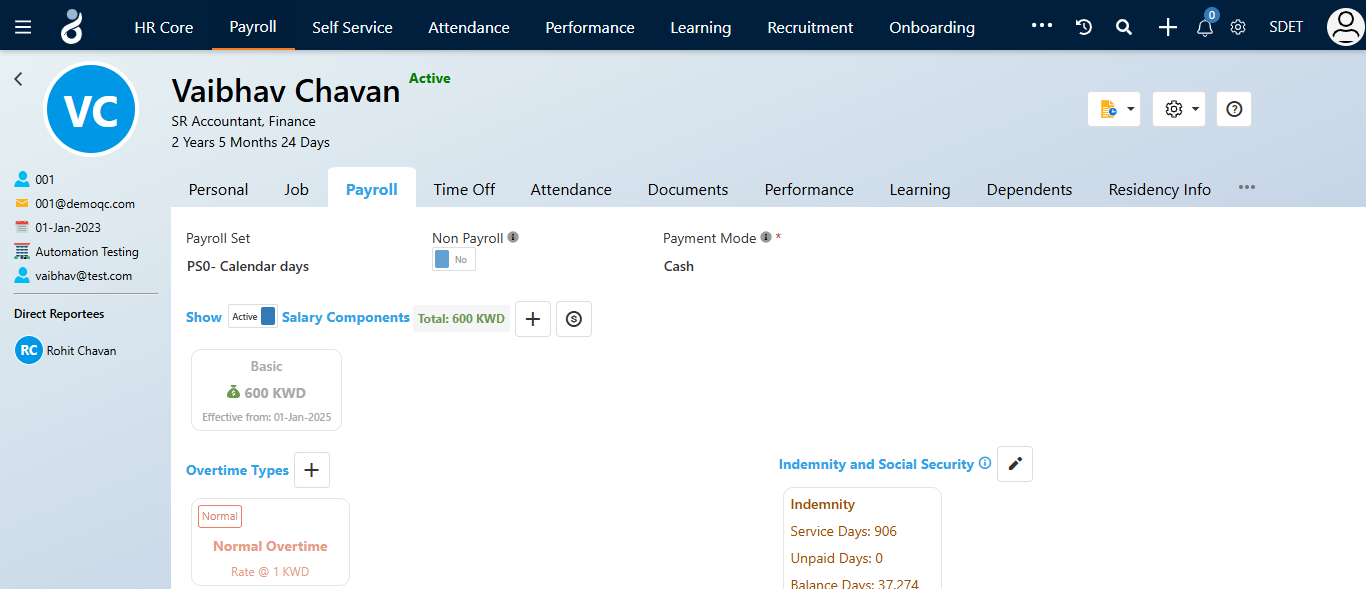 HR Core Payroll Self Service Attendance Performance Learning Recruitment Onboarding 0 SDET
VC
Vaibhav Chavan Active
SR Accountant, Finance
2 Years 5 Months 24 Days
001
001@demoqc.com
01-Jan-2023
Automation Testing
vaibhav@test.com
Direct Reportees
RC Rohit Chavan
Personal Job Payroll Time Off Attendance Documents Performance Learning Dependents Residency Info
Payroll Set Non Payroll Payment Mode *
PS0- Calendar days No Cash
Show Active Salary Components Total: 600 KWD
Basic
600 KWD
Effective from: 01-Jan-2025
Overtime Types
Normal
Normal Overtime
Rate @ 1 KWD
Indemnity and Social Security
Indemnity
Service Days: 906
Unpaid Days: 0
Balance Days: 37.274